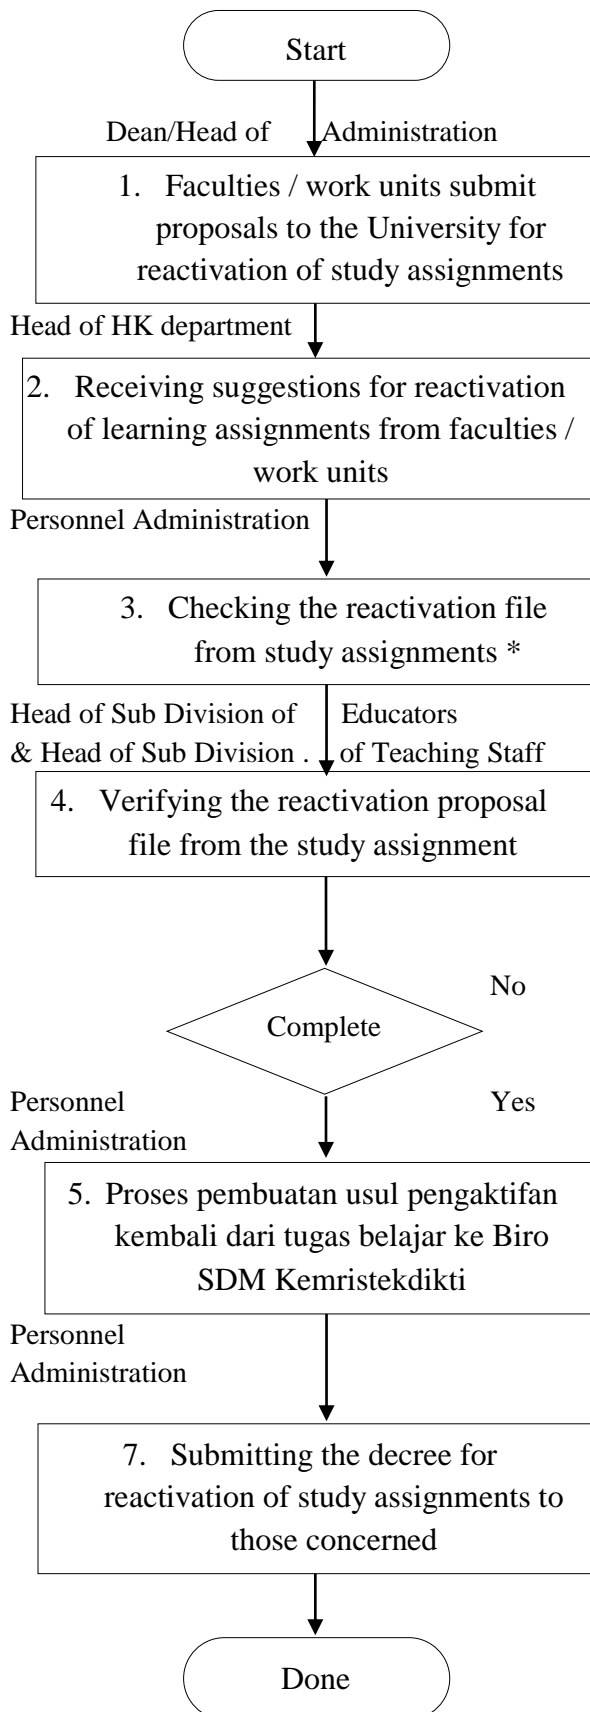 Start
Dean/Head of Administration
1. Faculties / work units submit
proposals to the University for
reactivation of study assignments
Head of HK department
2. Receiving suggestions for reactivation
of learning assignments from faculties /
work units
Personnel Administration
3. Checking the reactivation file
from study assignments *
Head of Sub Division of Educators
& Head of Sub Division . of Teaching Staff
4. Verifying the reactivation proposal
file from the study assignment
No
Complete
Personnel
Administration
Yes
5. Proses pembuatan usul pengaktifan
kembali dari tugas belajar ke Biro
SDM Kemristekdikti
Personnel
Administration
7. Submitting the decree for
reactivation of study assignments to
those concerned
Done